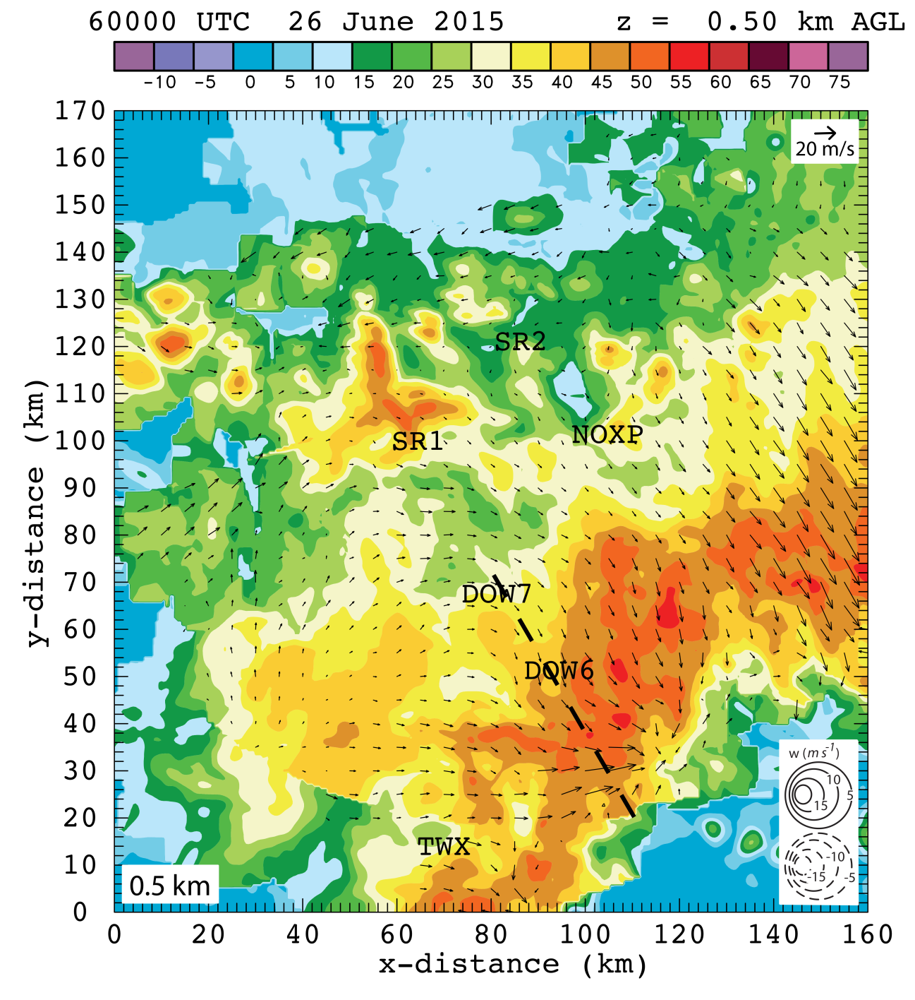 60000 UTC 26 June 2015 z = 0.50 km AGL
-10 -5 0 5 10 15 20 25 30 35 40 45 50 55 60 65 70 75
170
160
150
140
130
120
110
100
90
80
70
60
50
40
30
20
10
0
y-distance (km)
20 m/s
SR2
NOXP
SR1
DOW7
DOW6
TWX
w (m s-1)
10
5
15
-10
-15
-5
0.5 km
0 20 40 60 80 100 120 140 160
x-distance (km)